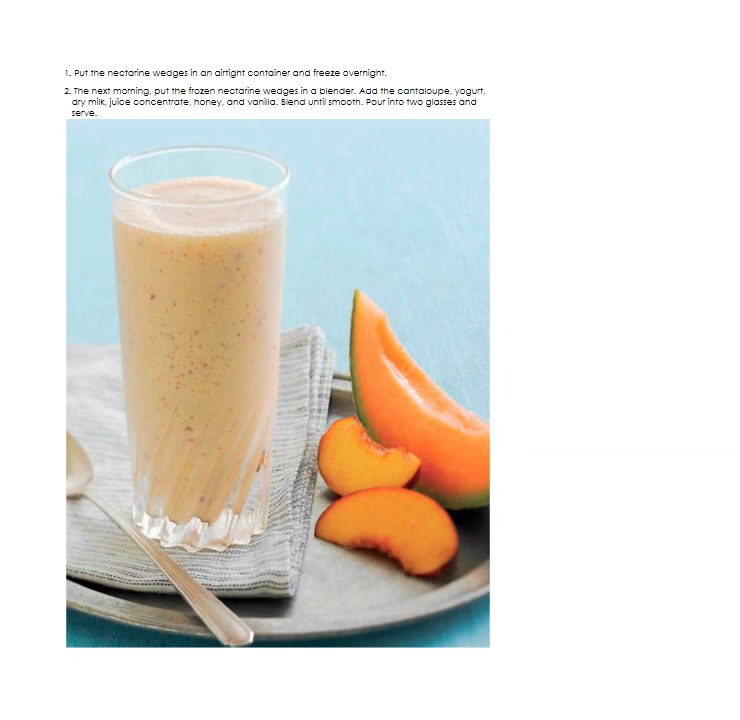 1. Put the nectarine wedges in an airtight container and freeze overnight.
2. The next morning, put the frozen nectarine wedges in a blender. Add the cantaloupe, yogurt,
dry milk, juice concentrate, honey, and vanilla. Blend until smooth. Pour into two glasses and
serve.